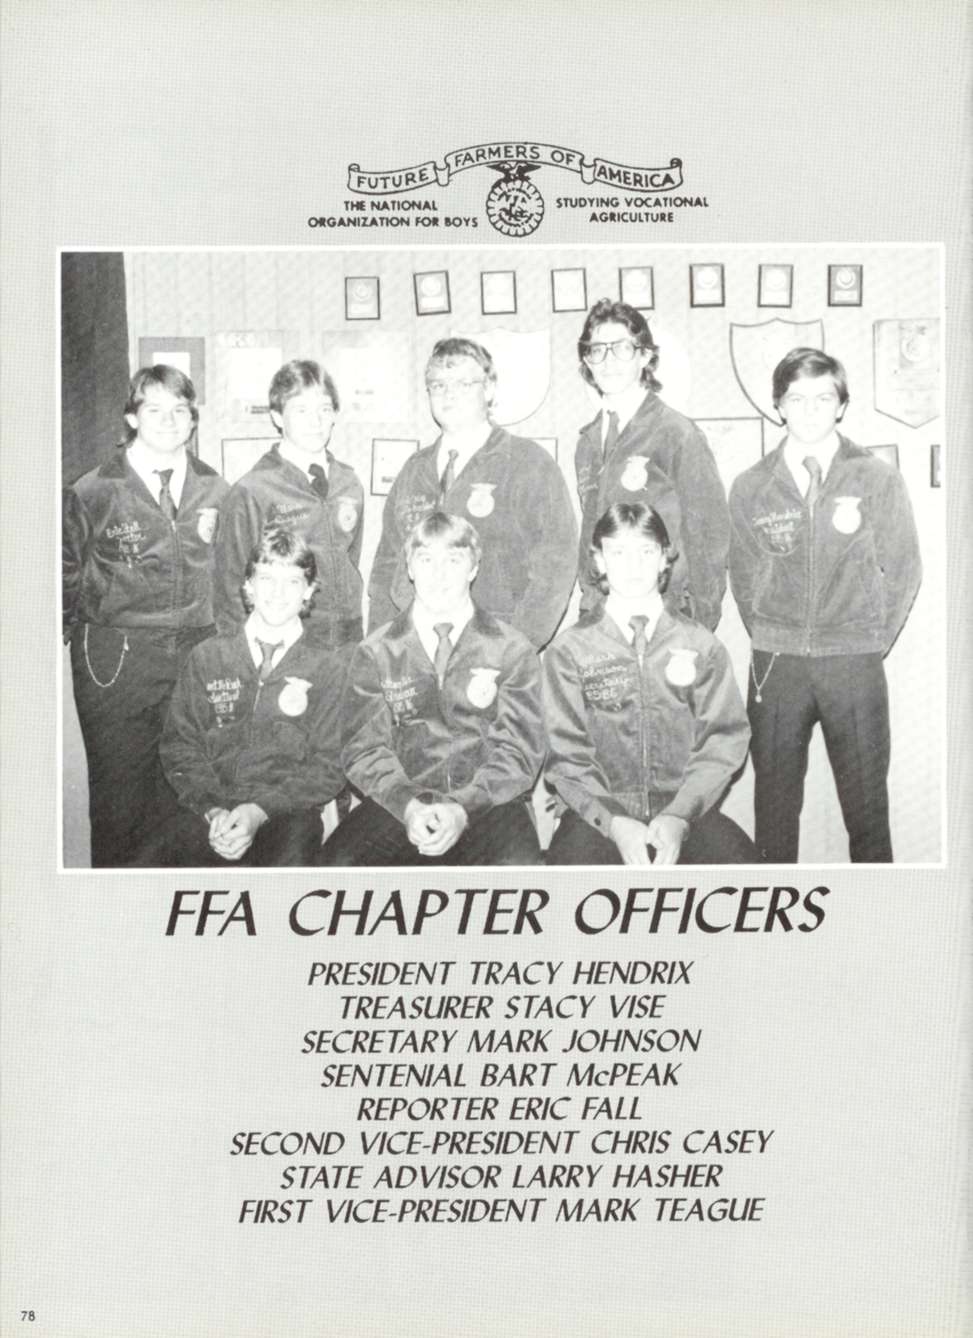 FUTURE FARMERS OF AMERICA
THE NATIONAL
ORGANIZATION FOR BOYS
STUDYING VOCATIONAL
AGRICULTURE
FFA CHAPTER OFFICERS
PRESIDENT TRACY HENDRIX
TREASURER STACY VISE
SECRETARY MARK JOHNSON
SENTENIAL BART McPEAK
REPORTER ERIC FALL
SECOND VICE-PRESIDENT CHRIS CASEY
STATE ADVISOR LARRY HASHER
FIRST VICE-PRESIDENT MARK TEAGUE
78